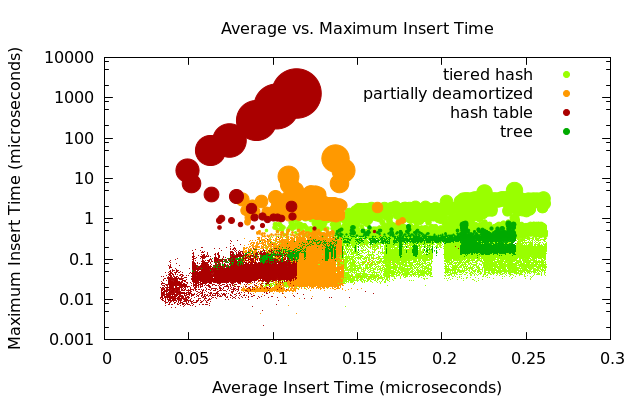 Average vs. Maximum Insert Time
Maximum Insert Time (microseconds)
10000
1000
100
10
1
0.1
0.01
0.001
tiered hash
partially deamortized
hash table
tree
0 0.05 0.1 0.15 0.2 0.25 0.3
Average Insert Time (microseconds)